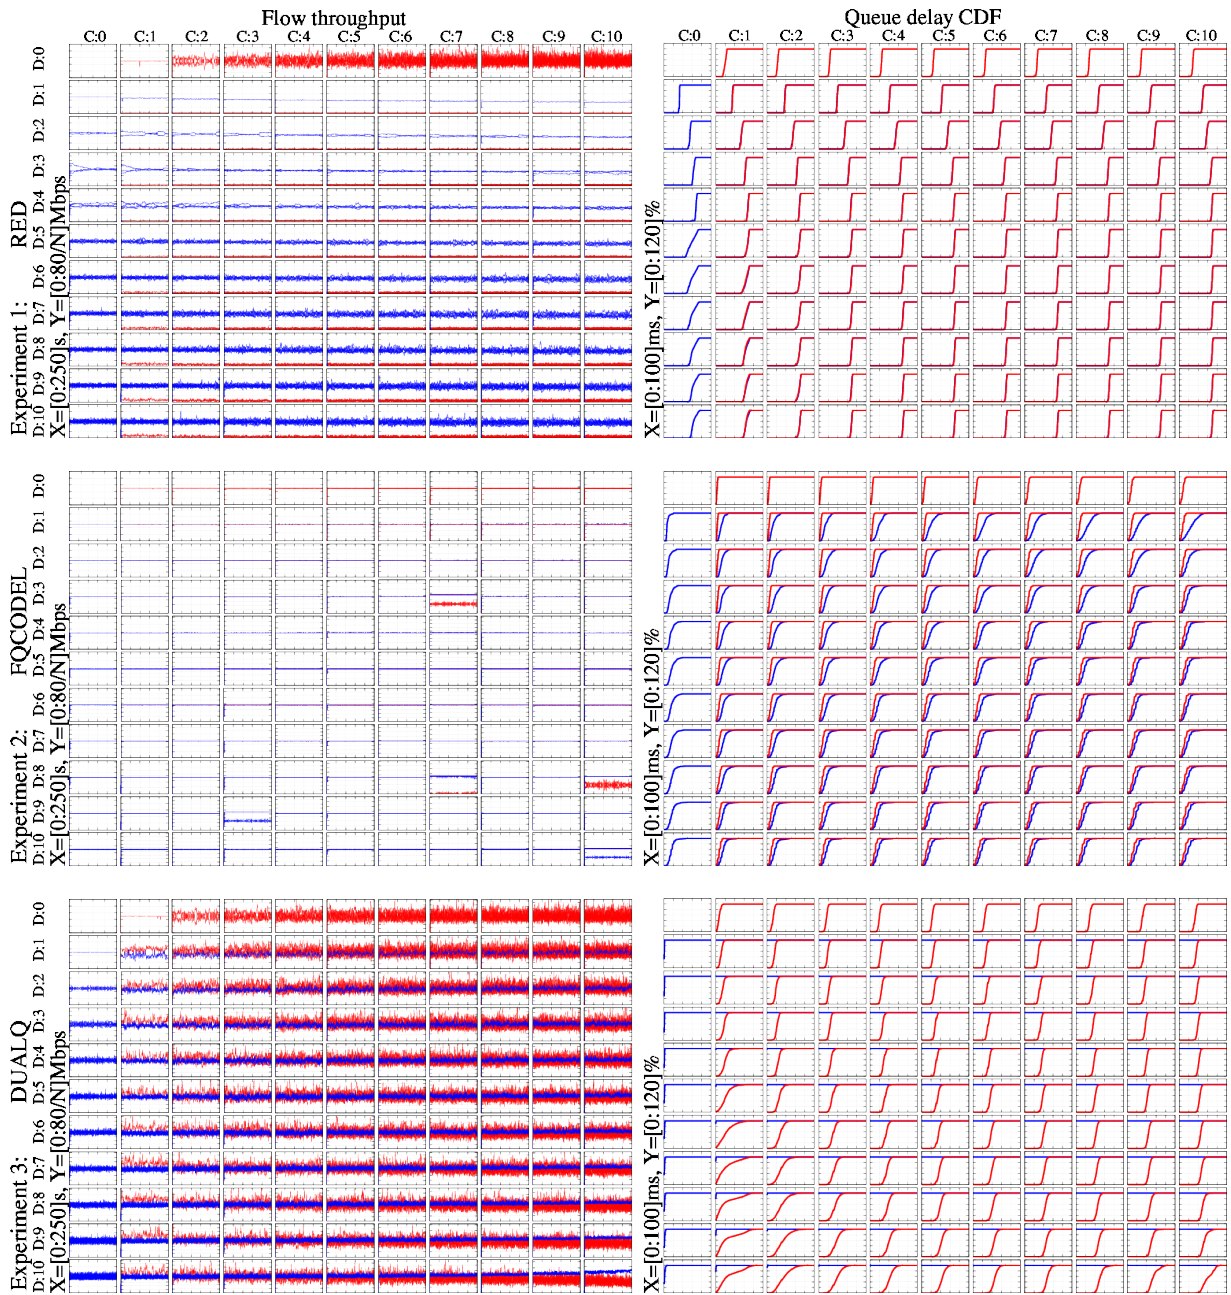 Flow throughput
Queue delay CDF
C:0 C:1 C:2 C:3 C:4 C:5 C:6 C:7 C:8 C:9 C:10
C:0 C:1 C:2 C:3 C:4 C:5 C:6 C:7 C:8 C:9 C:10
Experiment 1: RED
X=[0:250]s, Y=[0:80/N]Mbps
D:0
D:1
D:2
D:3
D:4
D:5
D:6
D:7
D:8
D:9
D:10
X=[0:100]ms, Y=[0:120]%
Experiment 2: FQCODEL
X=[0:250]s, Y=[0:80/N]Mbps
D:0
D:1
D:2
D:3
D:4
D:5
D:6
D:7
D:8
D:9
D:10
X=[0:100]ms, Y=[0:120]%
Experiment 3: DUALQ
X=[0:250]s, Y=[0:80/N]Mbps
D:0
D:1
D:2
D:3
D:4
D:5
D:6
D:7
D:8
D:9
D:10
X=[0:100]ms, Y=[0:120]%